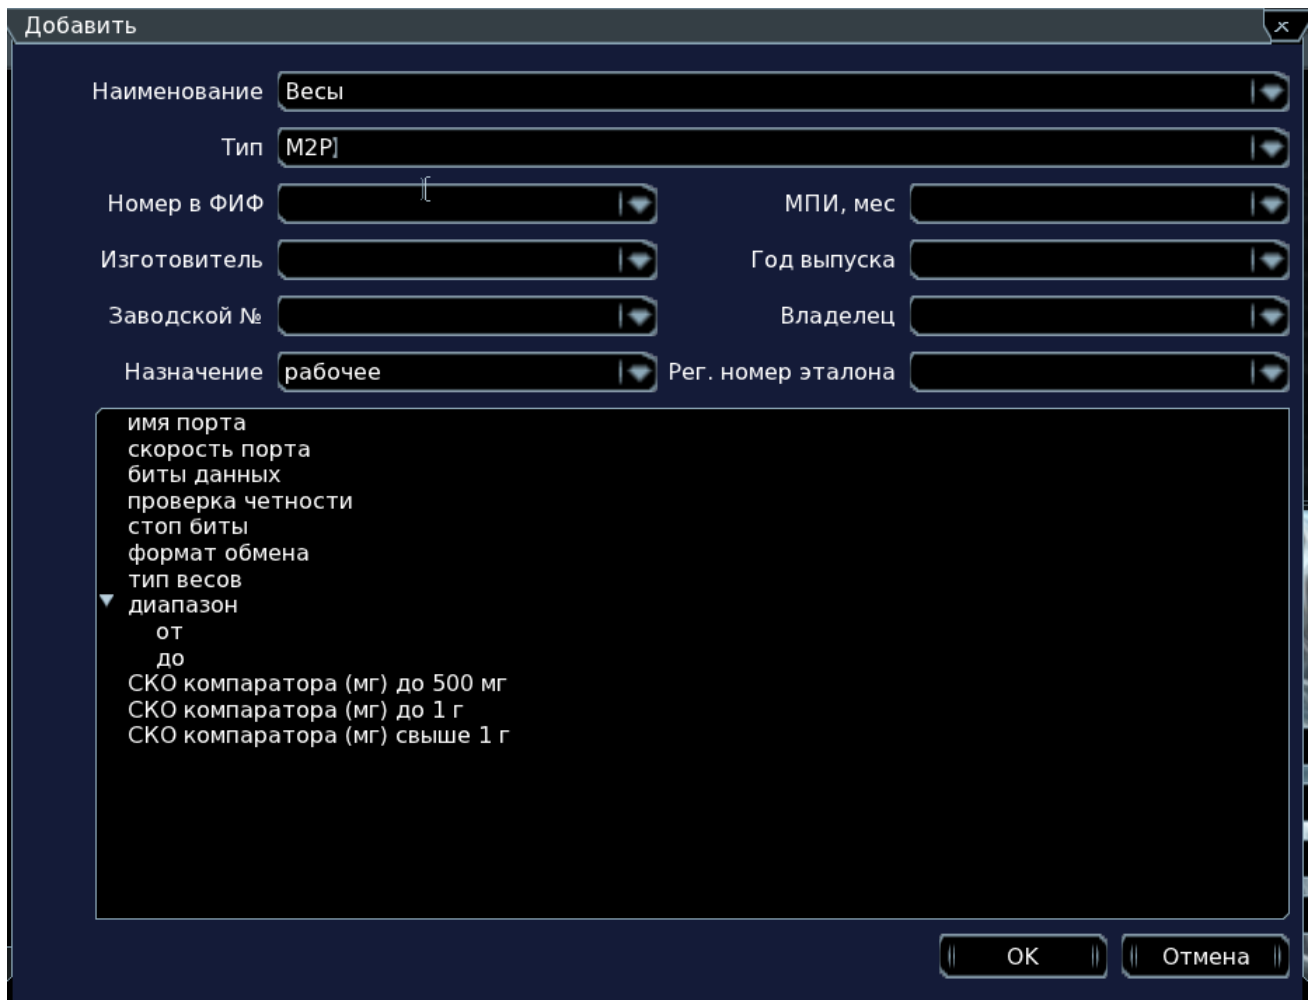 Добавить
Наименование Весы
Тип M2P
Номер в ФИФ МПИ, мес
Изготовитель Год выпуска
Заводской № Владелец
Назначение рабочее Рег. номер эталона
имя порта
скорость порта
биты данных
проверка четности
стоп биты
формат обмена
тип весов
диапазон
от
до
СКО компаратора (мг) до 500 мг
СКО компаратора (мг) до 1 г
СКО компаратора (мг) свыше 1 г
OK Отмена